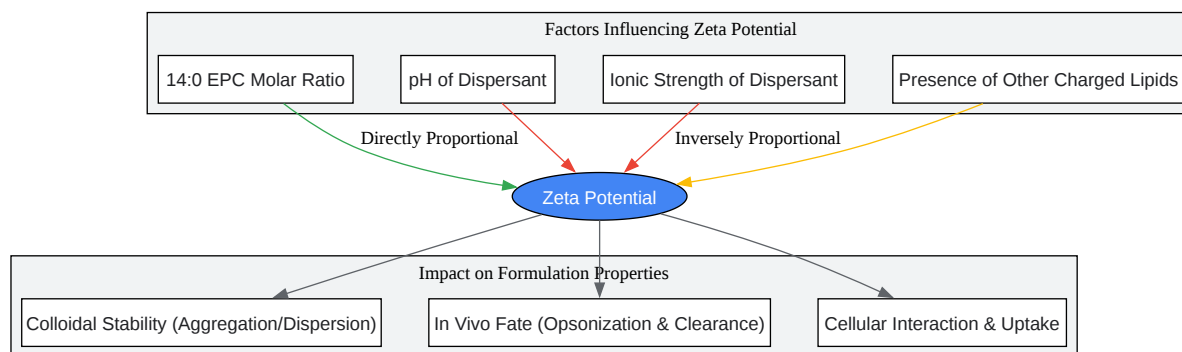 Factors Influencing Zeta Potential
14:0 EPC Molar Ratio
pH of Dispersant
Ionic Strength of Dispersant
Presence of Other Charged Lipids
Directly Proportional
Inversely Proportional
Zeta Potential
Impact on Formulation Properties
Colloidal Stability (Aggregation/Dispersion)
In Vivo Fate (Opsonization & Clearance)
Cellular Interaction & Uptake